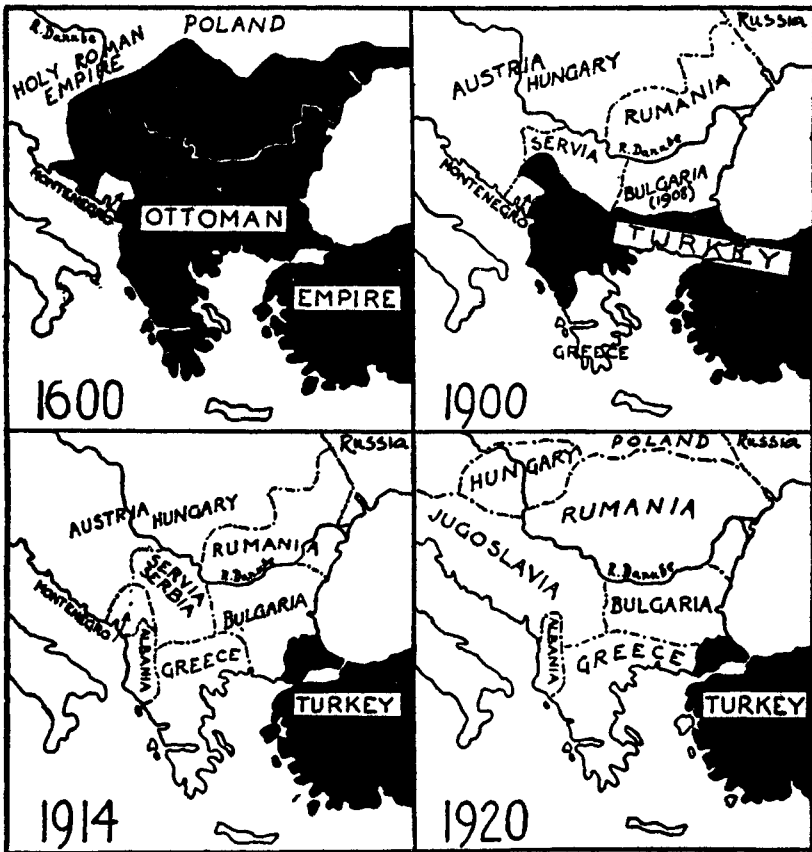 POLAND
R. Danube
HOLY ROMAN
EMPIRE
MONTENEGRO
OTTOMAN
EMPIRE
1600
Russia
AUSTRIA
HUNGARY
RUMANIA
SERVIA
R. Danube
MONTENEGRO
BULGARIA
(1908)
TURKEY
GREECE
1900
Russia
AUSTRIA
HUNGARY
RUMANIA
SERVIA
SERBIA
R. Danube
MONTENEGRO
BULGARIA
ALBANIA
GREECE
TURKEY
1914
POLAND
Russia
HUNGARY
RUMANIA
JUGOSLAVIA
R. Danube
BULGARIA
ALBANIA
GREECE
TURKEY
1920